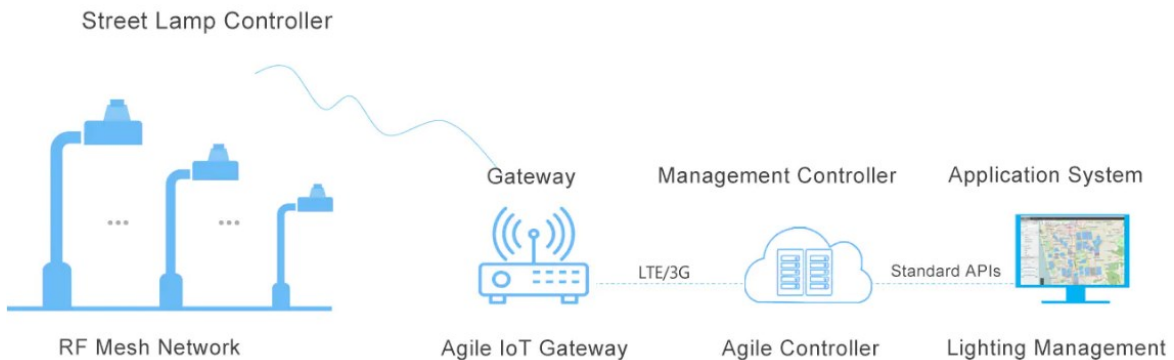 Street Lamp Controller
Gateway
Management Controller
Application System
LTE/3G
Standard APIs
RF Mesh Network
Agile IoT Gateway
Agile Controller
Lighting Management